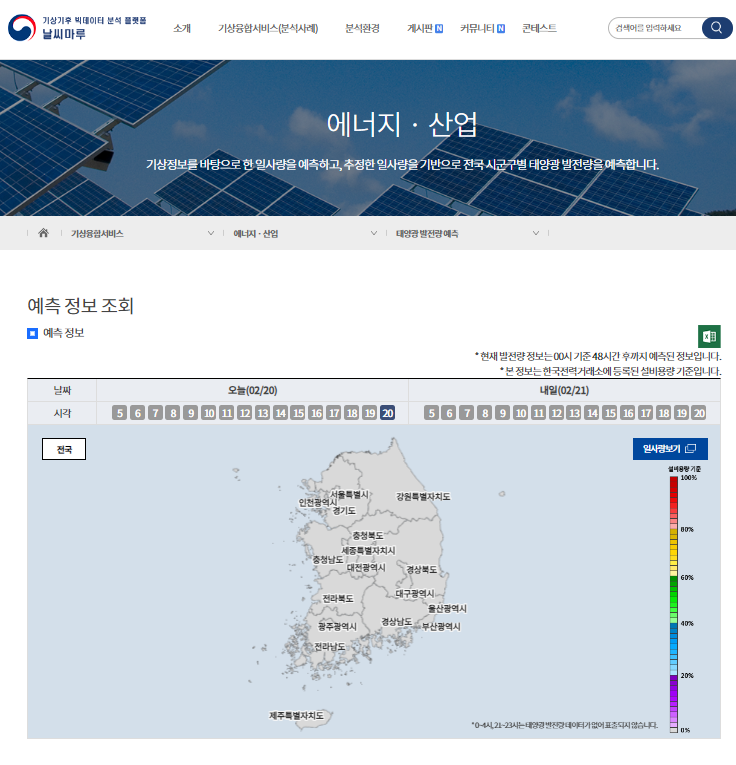 기상기후 빅데이터 분석 플랫폼
날씨마루
소개 기상융합서비스(분석사례) 분석환경 게시판 N 커뮤니티 N 콘테스트
검색어를 입력하세요
에너지 · 산업
기상정보를 바탕으로 한 일사량을 예측하고, 추정한 일사량을 기반으로 전국 시군구별 태양광 발전량을 예측합니다.
기상융합서비스 에너지 · 산업 태양광 발전량 예측
예측 정보 조회
예측 정보
* 현재 발전량 정보는 00시 기준 48시간 후까지 예측된 정보입니다.
* 본 정보는 한국전력거래소에 등록된 설비용량 기준입니다.
날짜 오늘(02/20) 내일(02/21)
시각 5 6 7 8 9 10 11 12 13 14 15 16 17 18 19 20 5 6 7 8 9 10 11 12 13 14 15 16 17 18 19 20
전국
일사량보기
설비용량 기준
100%
80%
60%
40%
20%
0%
서울특별시
강원특별자치도
인천광역시
경기도
충청북도
세종특별자치시
충청남도
대전광역시
경상북도
대구광역시
전라북도
울산광역시
경상남도
광주광역시
부산광역시
전라남도
제주특별자치도
* 0~4시, 21~23시는 태양광 발전량 데이터가 없어 표출되지 않습니다.